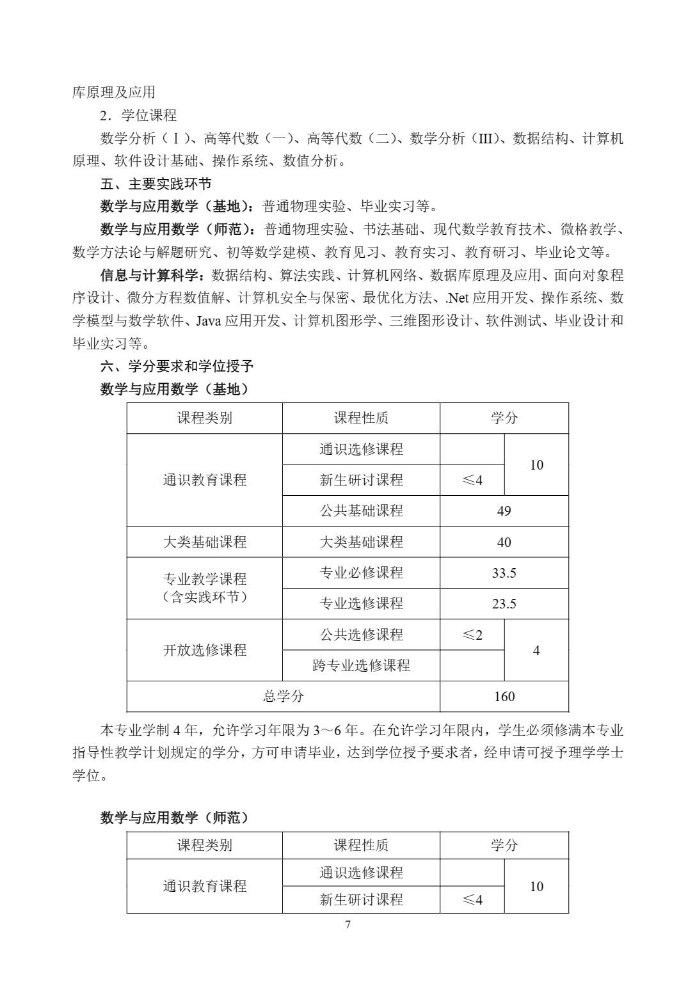 库原理及应用
2．学位课程
数学分析（Ⅰ）、高等代数（一）、高等代数（二）、数学分析（Ⅲ）、数据结构、计算机
原理、软件设计基础、操作系统、数值分析。
五、主要实践环节
数学与应用数学（基地）：普通物理实验、毕业实习等。
数学与应用数学（师范）：普通物理实验、书法基础、现代数学教育技术、微格教学、
数学方法论与解题研究、初等数学建模、教育见习、教育实习、教育研习、毕业论文等。
信息与计算科学：数据结构、算法实践、计算机网络、数据库原理及应用、面向对象程
序设计、微分方程数值解、计算机安全与保密、最优化方法、.Net 应用开发、操作系统、数
学模型与数学软件、Java 应用开发、计算机图形学、三维图形设计、软件测试、毕业设计和
毕业实习等。
六、学分要求和学位授予
数学与应用数学（基地）
课程类别 课程性质 学分
通识选修课程
10
通识教育课程 新生研讨课程 ≤4
公共基础课程 49
大类基础课程 大类基础课程 40
专业教学课程 专业必修课程 33.5
（含实践环节） 专业选修课程 23.5
公共选修课程 ≤2
开放选修课程 4
跨专业选修课程
总学分 160
本专业学制 4 年，允许学习年限为 3～6 年。在允许学习年限内，学生必须修满本专业
指导性教学计划规定的学分，方可申请毕业，达到学位授予要求者，经申请可授予理学学士
学位。
数学与应用数学（师范）
课程类别 课程性质 学分
通识选修课程
通识教育课程 10
新生研讨课程 ≤4
7